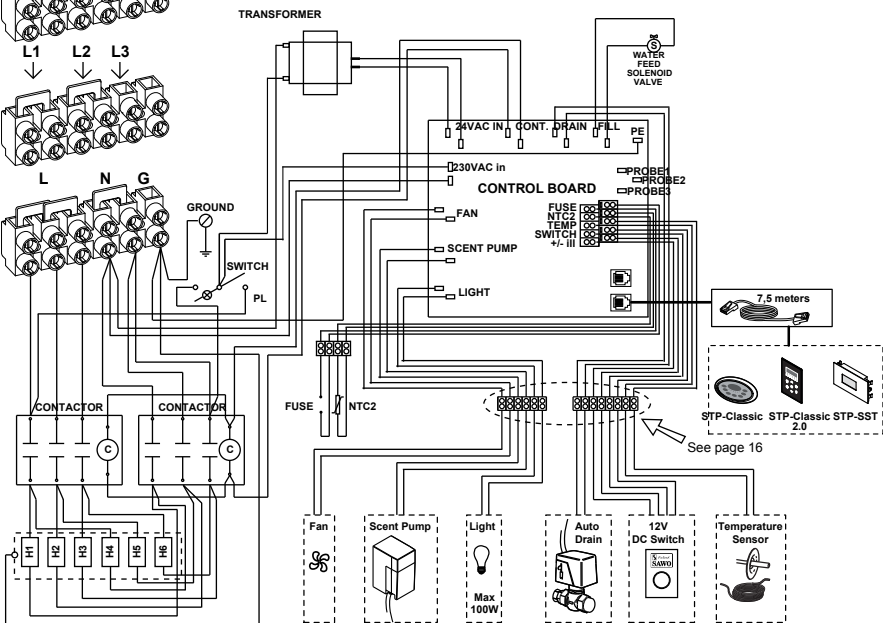 TRANSFORMER
L1 L2 L3
WATER
FEED
SOLENOID
VALVE
S
24VAC IN CONT. DRAIN FILL
PE
230VAC in
PROBE1
PROBE2
PROBE3
L N G
CONTROL BOARD
GROUND
FAN
FUSE
NTC2
TEMP
SWITCH
+/- ill
SCENT PUMP
SWITCH
LIGHT
PL
7,5 meters
FUSE
NTC2
CONTACTOR
CONTACTOR
STP-Classic
STP-Classic
2.0
STP-SST
See page 16
C
C
Fan
Scent Pump
Light
Max
100W
Auto
Drain
12V
DC Switch
SAWO
Temperature
Sensor
H1 H2 H3 H4 H5 H6